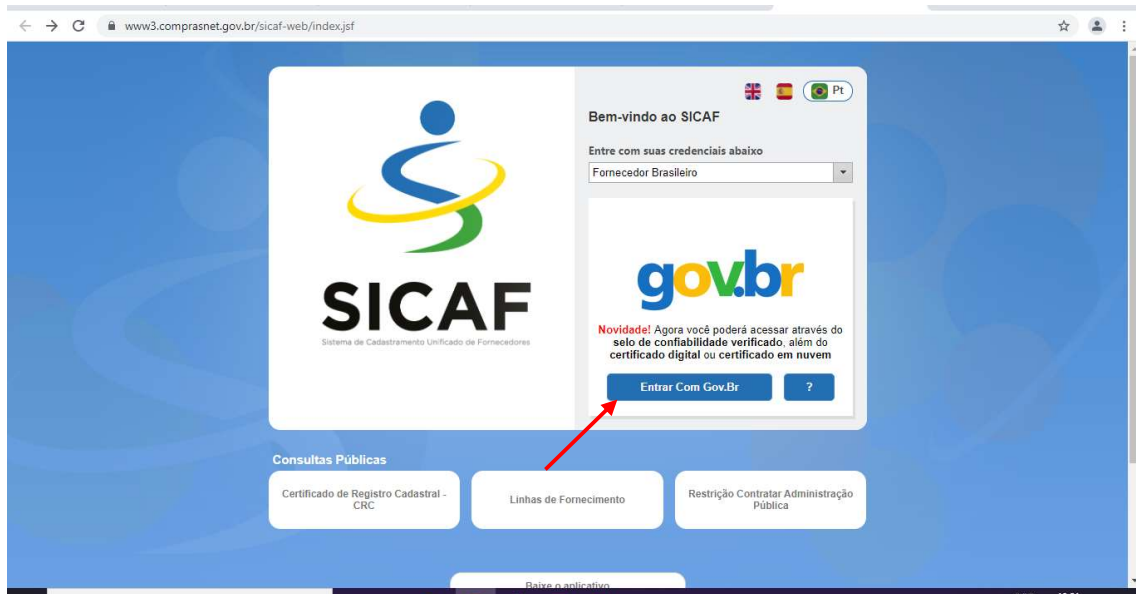 www3.comprasnet.gov.br/sicaf-web/index.jsf
Pt
Bem-vindo ao SICAF
Entre com suas credenciais abaixo
Fornecedor Brasileiro
SICAF
Sistema de Cadastramento Unificado de Fornecedores
gov.br
Novidade! Agora você poderá acessar através do
selo de confiabilidade verificado, além do
certificado digital ou certificado em nuvem
Entrar Com Gov.Br
?
Consultas Públicas
Certificado de Registro Cadastral -
CRC
Linhas de Fornecimento
Restrição Contratar Administração
Pública
Baixe o aplicativo